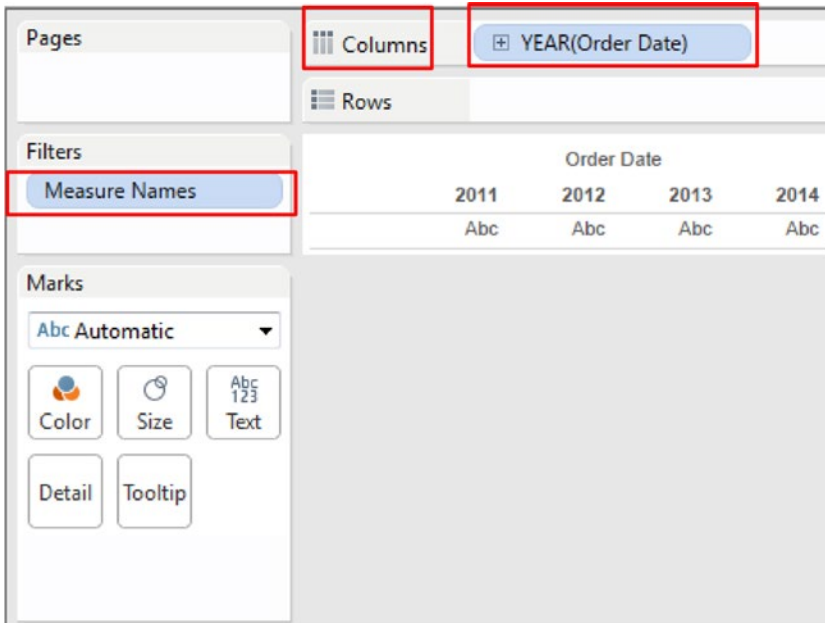 Pages
Columns
YEAR(Order Date)
Rows
Filters
Measure Names
Order Date
2011 2012 2013 2014
Abc Abc Abc Abc
Marks
Abc Automatic
Color
Size
Abc
123
Text
Detail
Tooltip